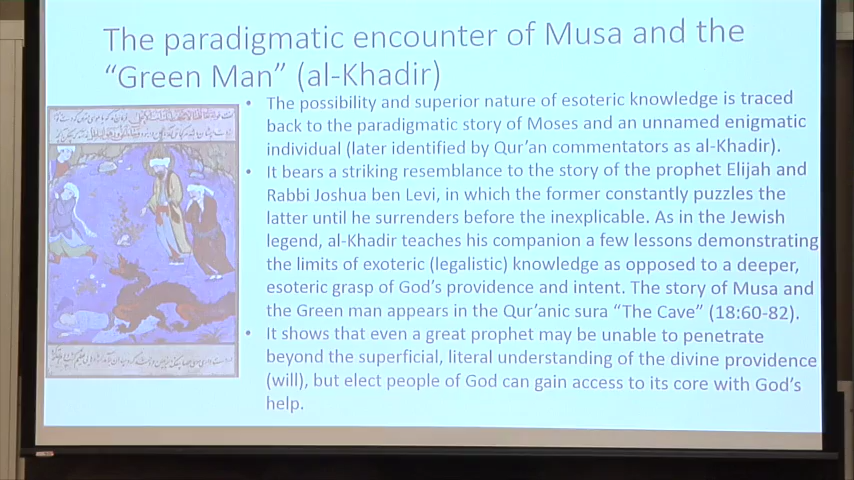 The paradigmatic encounter of Musa and the
“Green Man” (al-Khadir)
• The possibility and superior nature of esoteric knowledge is traced
back to the paradigmatic story of Moses and an unnamed enigmatic
individual (later identified by Qur’an commentators as al-Khadir).
• It bears a striking resemblance to the story of the prophet Elijah and
Rabbi Joshua ben Levi, in which the former constantly puzzles the
latter until he surrenders before the inexplicable. As in the Jewish
legend, al-Khadir teaches his companion a few lessons demonstrating
the limits of exoteric (legalistic) knowledge as opposed to a deeper,
esoteric grasp of God’s providence and intent. The story of Musa and
the Green man appears in the Qur’anic sura “The Cave” (18:60-82).
• It shows that even a great prophet may be unable to penetrate
beyond the superficial, literal understanding of the divine providence
(will), but elect people of God can gain access to its core with God’s
help.